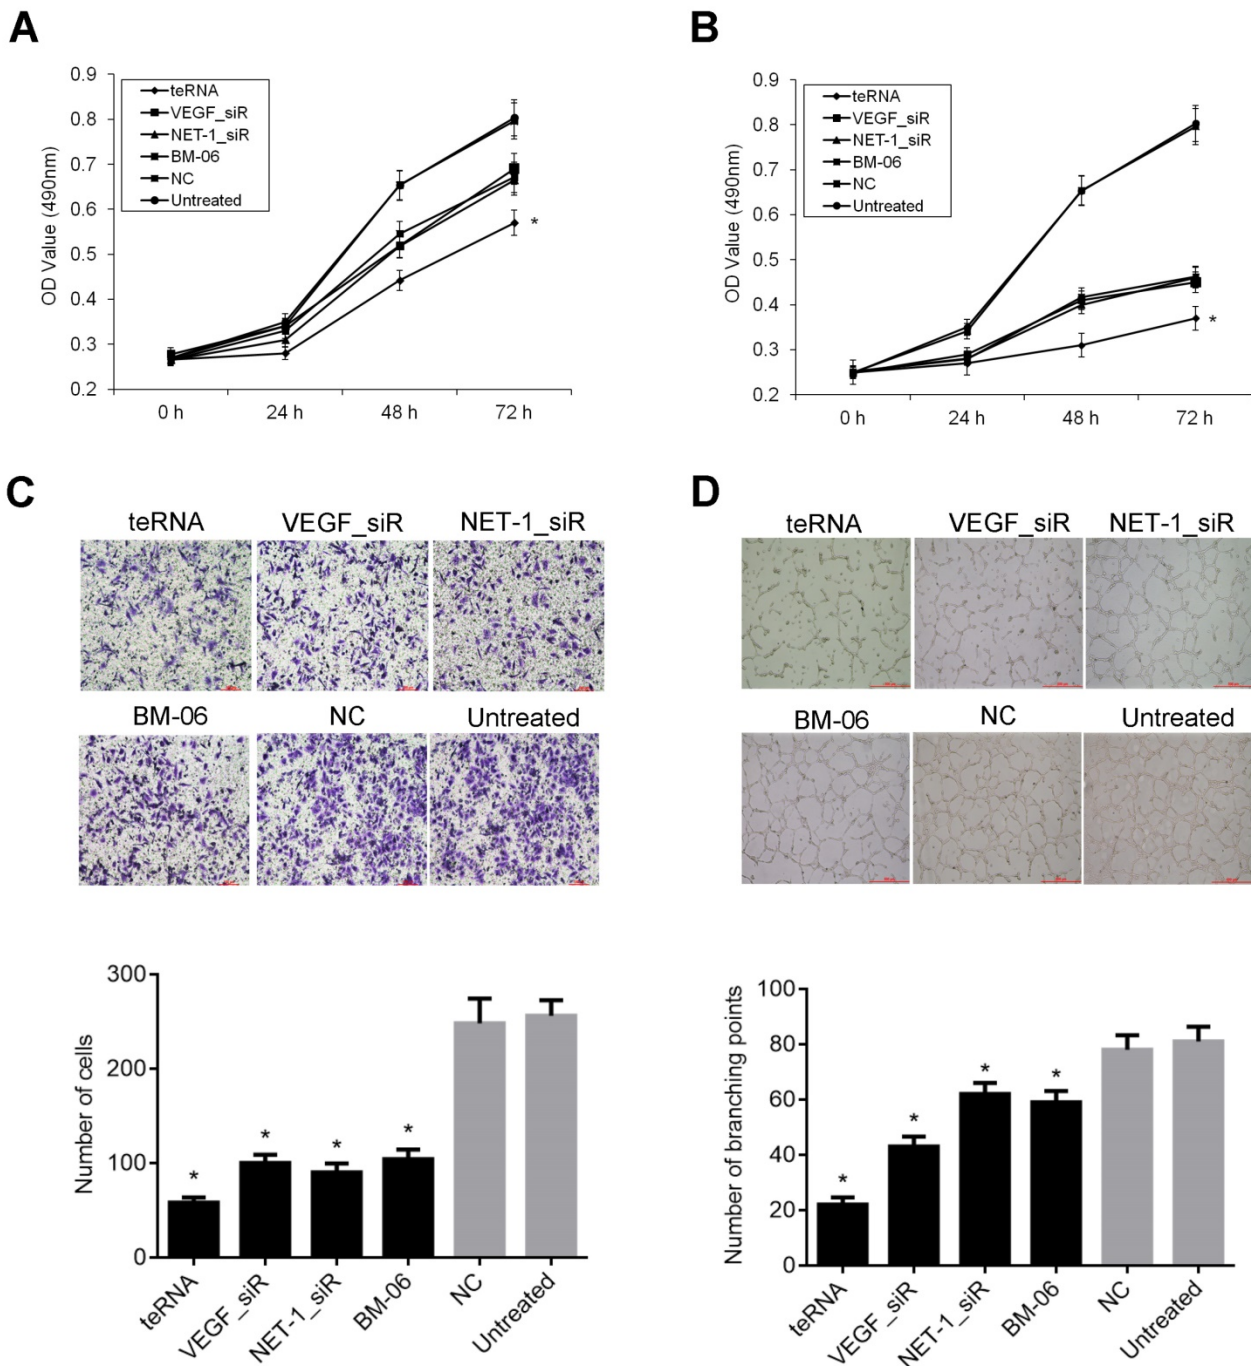 A
OD Value (490nm)
0.9
0.8
0.7
0.6
0.5
0.4
0.3
0.2
teRNA
VEGF_siR
NET-1_siR
BM-06
NC
Untreated
*
0 h 24 h 48 h 72 h
B
OD Value (490nm)
0.9
0.8
0.7
0.6
0.5
0.4
0.3
0.2
teRNA
VEGF_siR
NET-1_siR
BM-06
NC
Untreated
*
0 h 24 h 48 h 72 h
C
teRNA VEGF_siR NET-1_siR
BM-06 NC Untreated
Number of cells
300
200
100
0
* * * *
teRNA VEGF_siR NET-1_siR BM-06 NC Untreated
D
teRNA VEGF_siR NET-1_siR
BM-06 NC Untreated
Number of branching points
100
80
60
40
20
0
* * * *
teRNA VEGF_siR NET-1_siR BM-06 NC Untreated